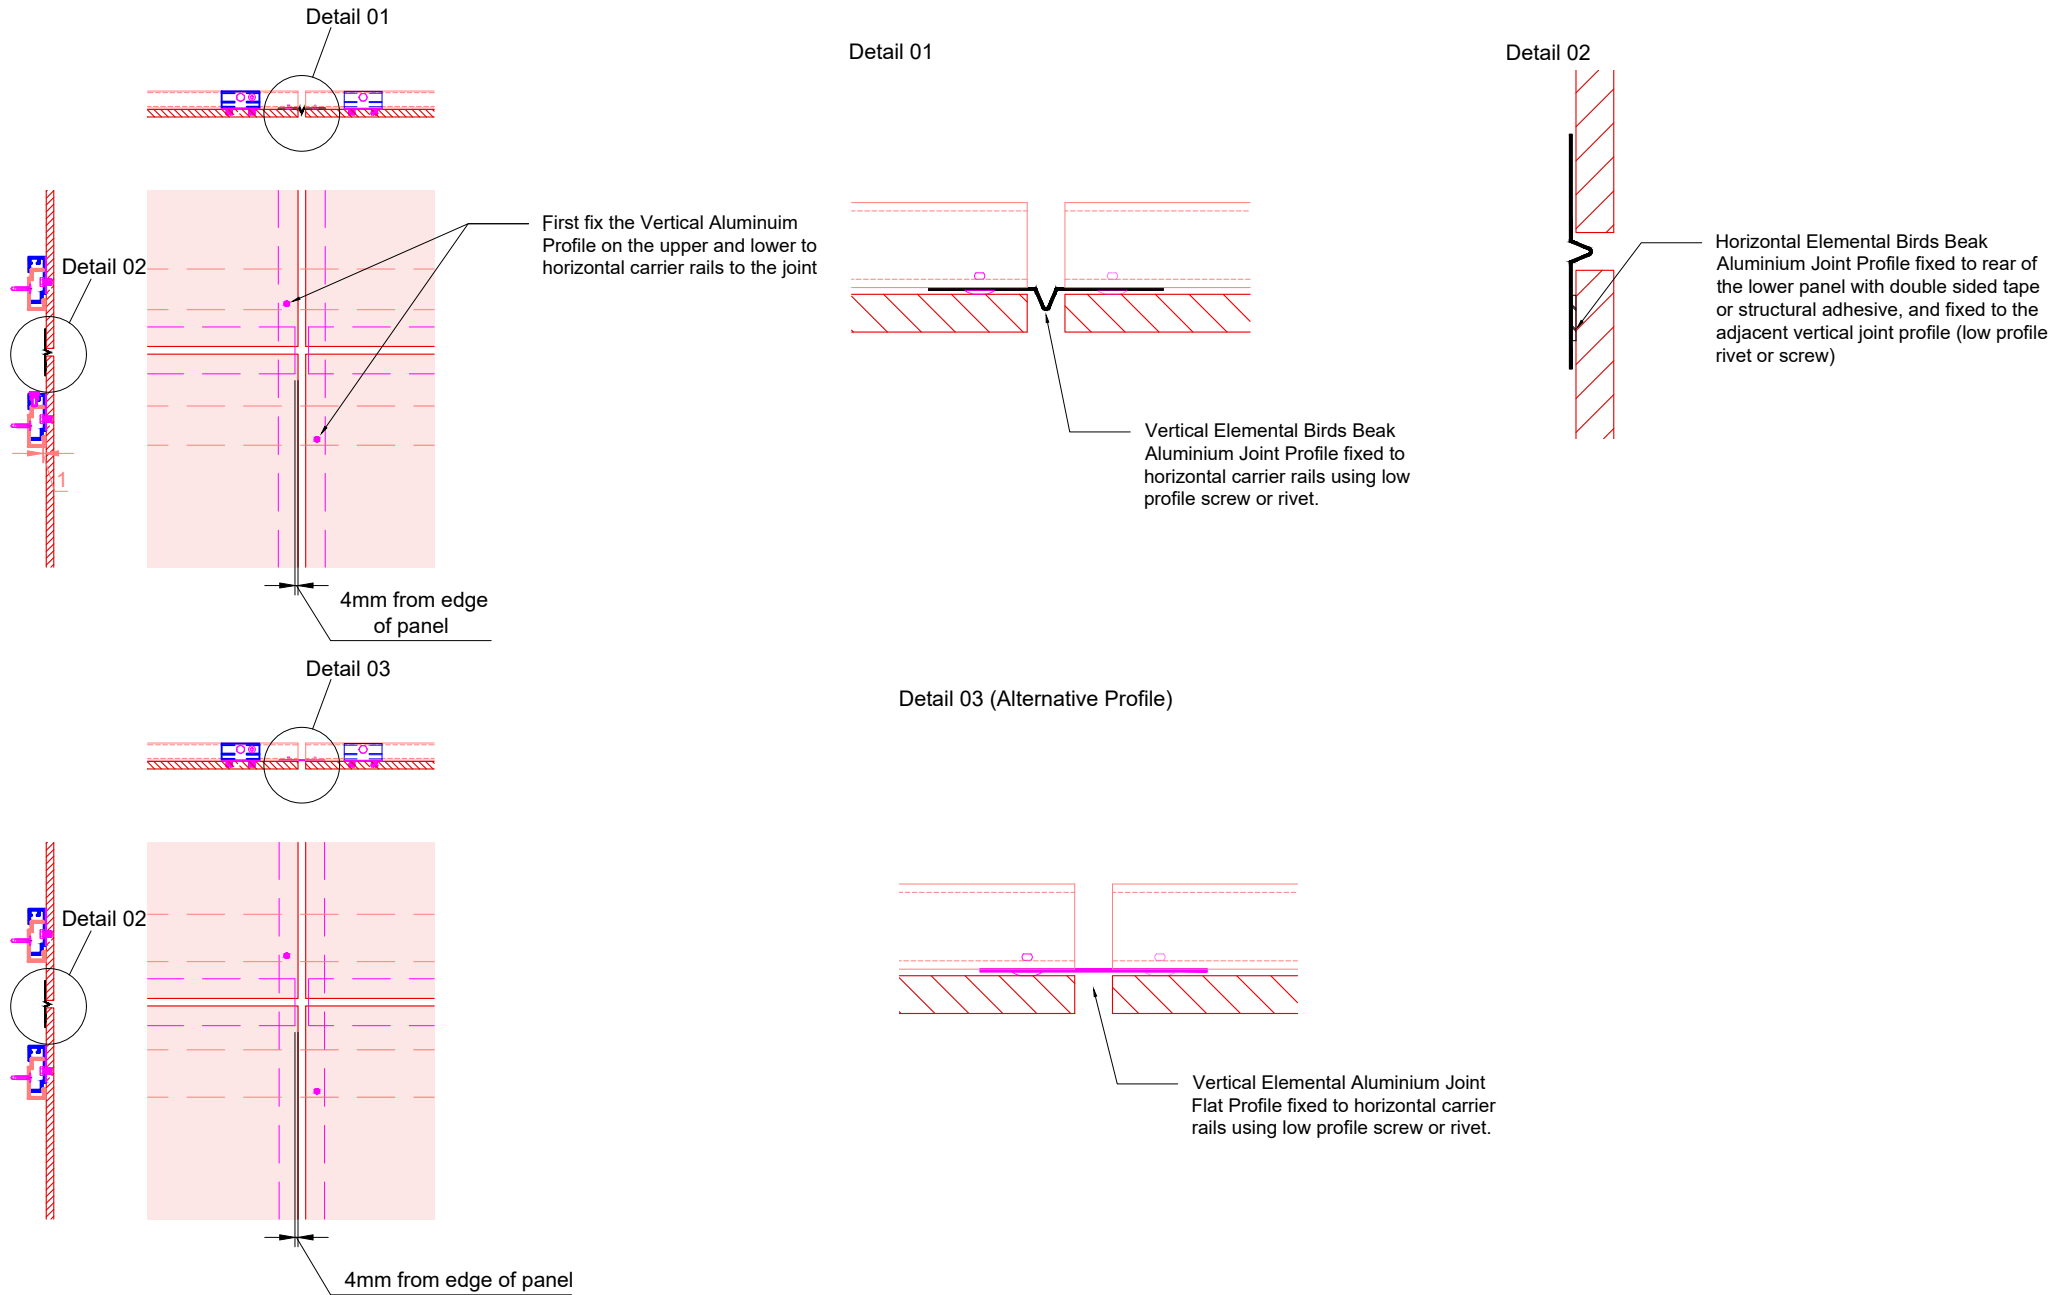 Detail 01
Detail 01
Detail 02
First fix the Vertical Aluminuim
Profile on the upper and lower to
horizontal carrier rails to the joint
Detail 02
Horizontal Elemental Birds Beak
Aluminium Joint Profile fixed to rear of
the lower panel with double sided tape
or structural adhesive, and fixed to the
adjacent vertical joint profile (low profile
rivet or screw)
Vertical Elemental Birds Beak
Aluminium Joint Profile fixed to
horizontal carrier rails using low
profile screw or rivet.
1
4mm from edge
of panel
Detail 03
Detail 03 (Alternative Profile)
Detail 02
Vertical Elemental Aluminium Joint
Flat Profile fixed to horizontal carrier
rails using low profile screw or rivet.
4mm from edge of panel